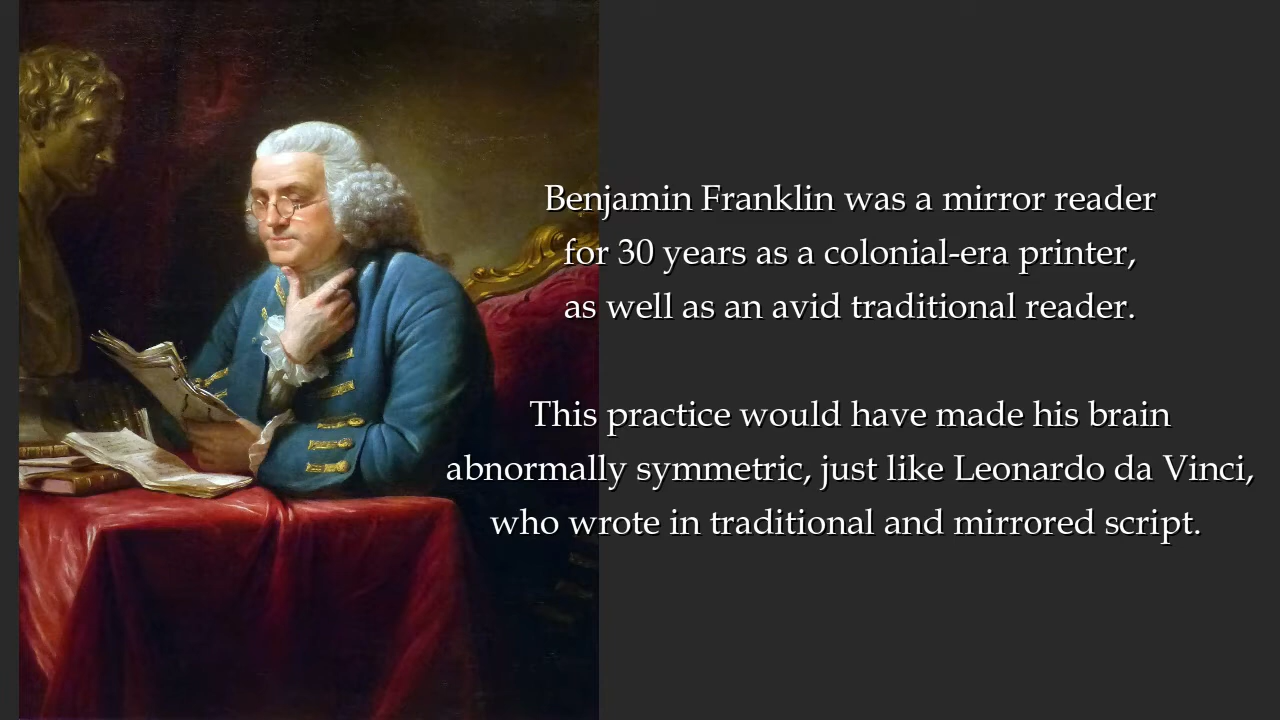 Benjamin Franklin was a mirror reader
for 30 years as a colonial-era printer,
as well as an avid traditional reader.
This practice would have made his brain
abnormally symmetric, just like Leonardo da Vinci,
who wrote in traditional and mirrored script.